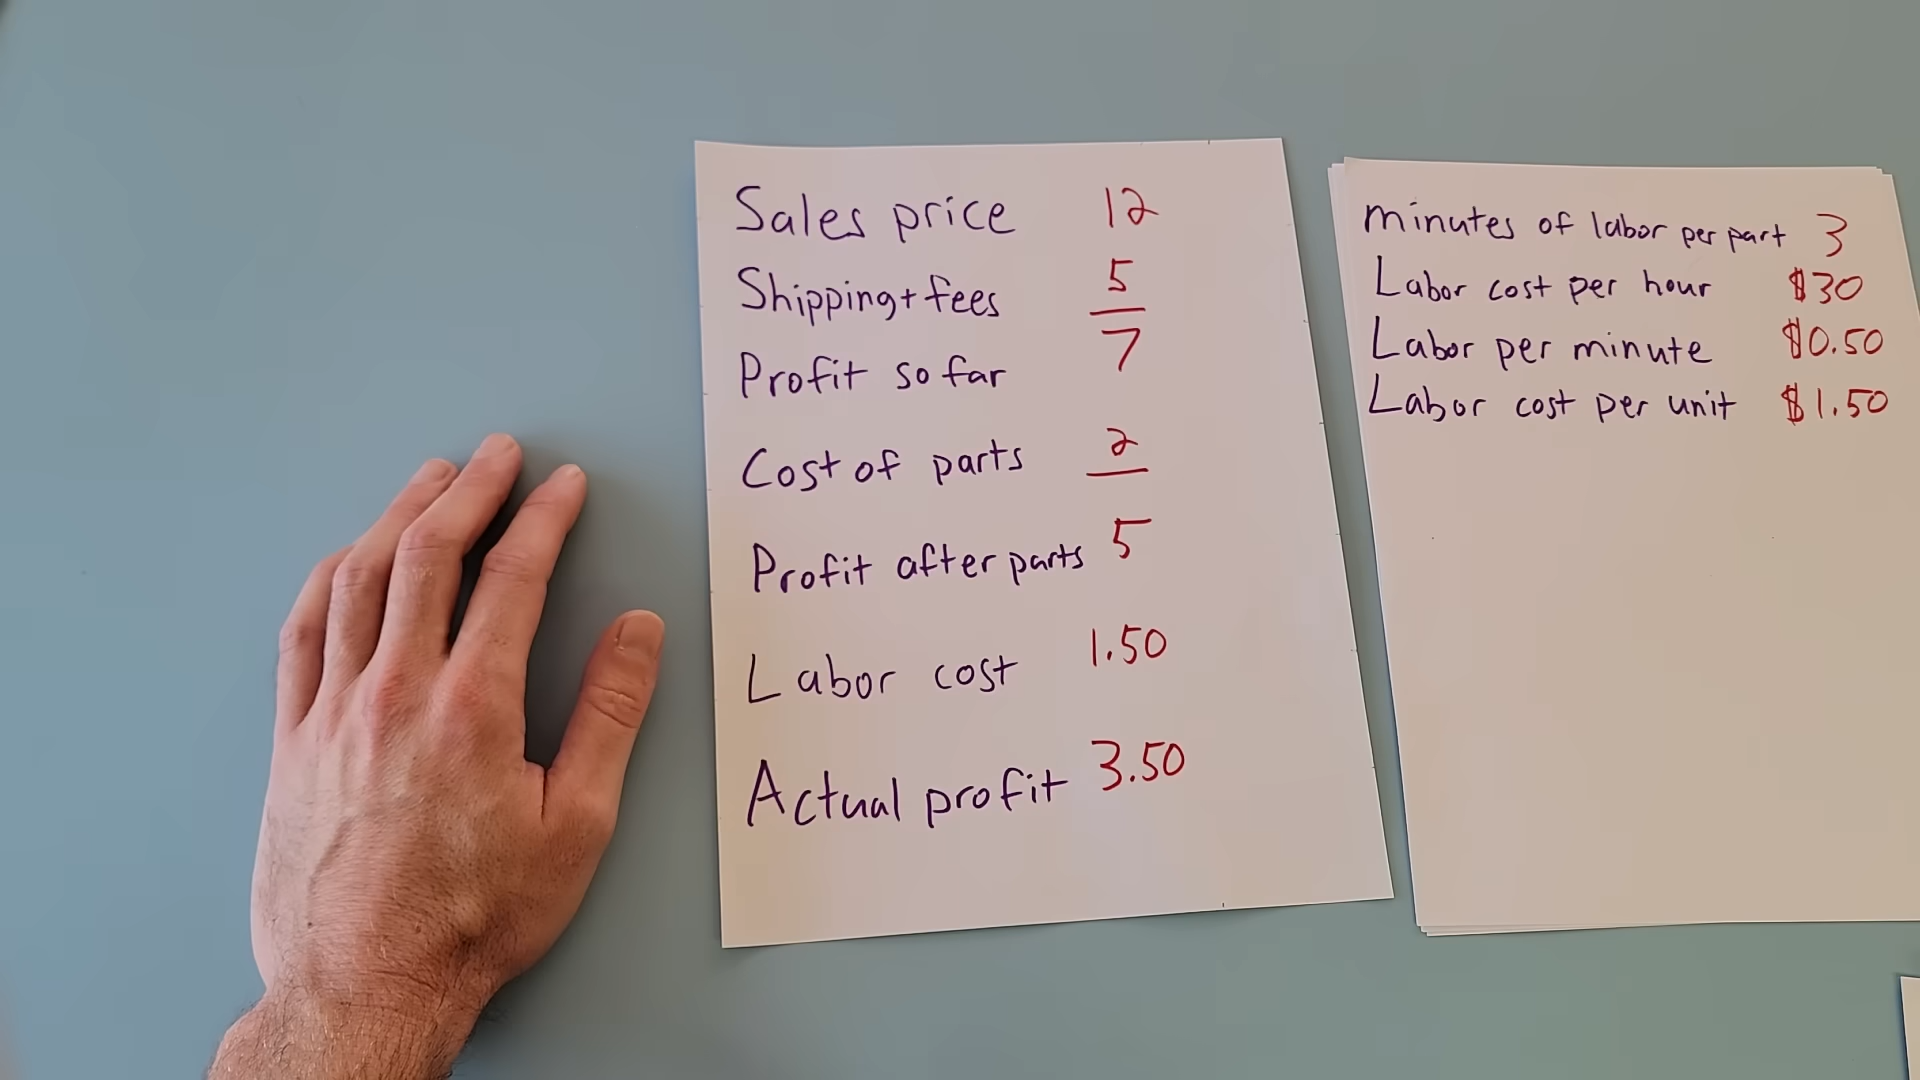 Sales price 12
Shipping+fees 5
Profit so far 7
Cost of parts 2
Profit after parts 5
Labor cost 1.50
Actual profit 3.50
minutes of labor per part 3
Labor cost per hour $30
Labor per minute $0.50
Labor cost per unit $1.50